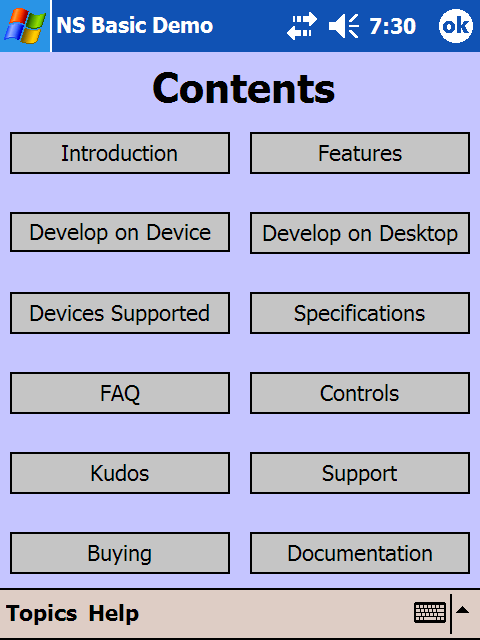 NS Basic Demo 7:30 ok
Contents
Introduction Features
Develop on Device Develop on Desktop
Devices Supported Specifications
FAQ Controls
Kudos Support
Buying Documentation
Topics Help